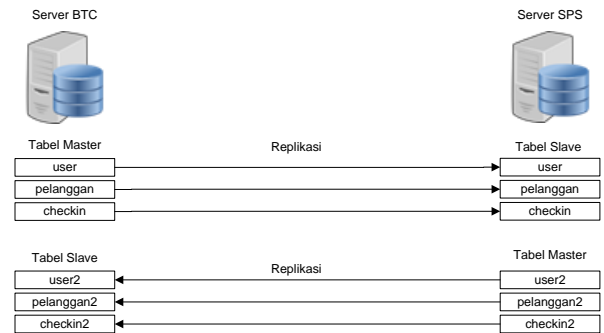 Server BTC Server SPS
Tabel Master Replikasi Tabel Slave
user user
pelanggan pelanggan
checkin checkin
Tabel Slave Replikasi Tabel Master
user2 user2
pelanggan2 pelanggan2
checkin2 checkin2